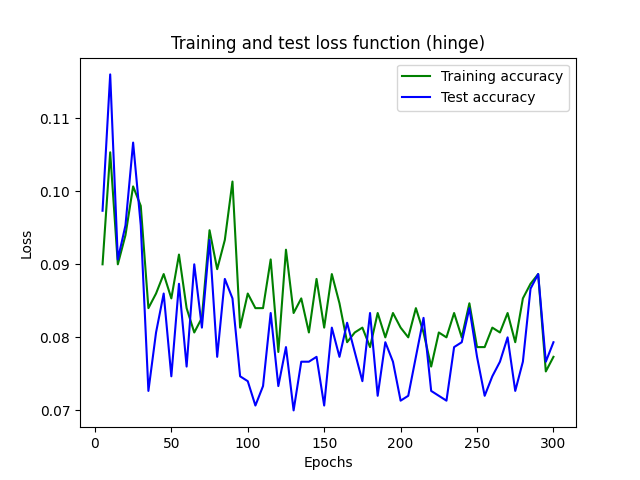 Training and test loss function (hinge)
Training accuracy
Test accuracy
0.11
0.10
0.09
0.08
0.07
Loss
0
50
100
150
200
250
300
Epochs